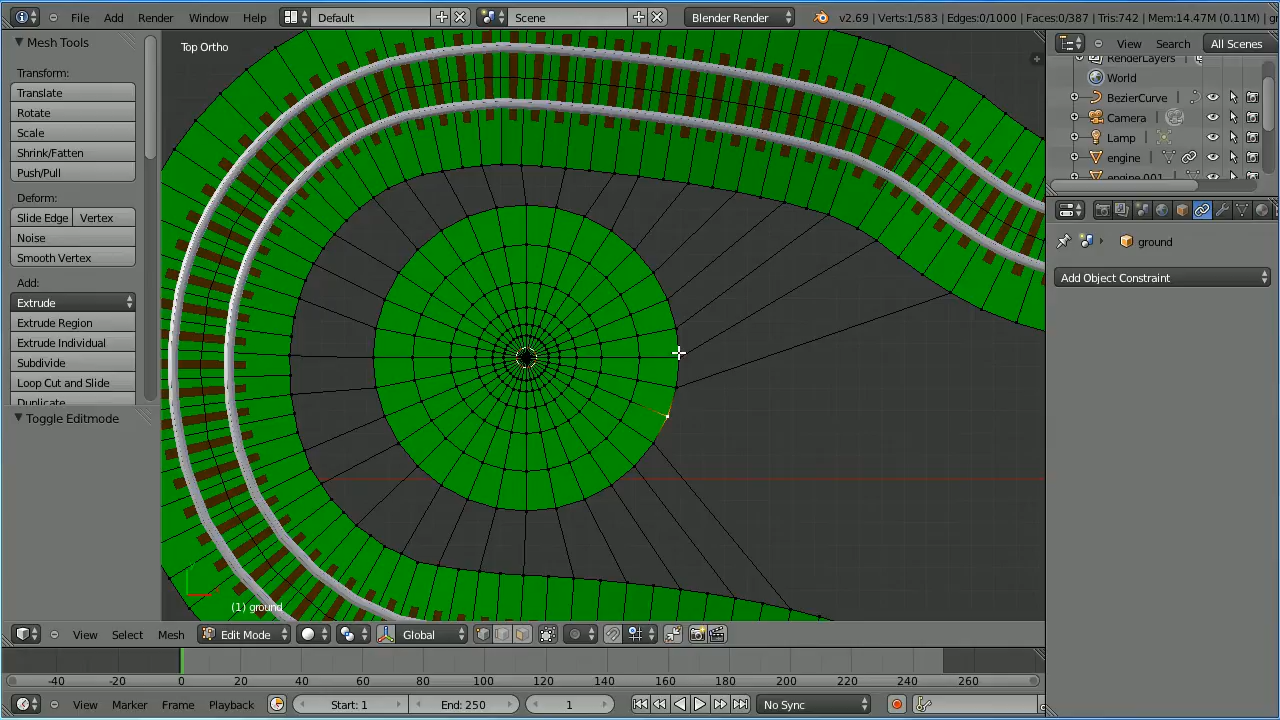 File Add Render Window Help Default Scene Blender Render v2.69 | Verts:1/583 | Edges:0/1000 | Faces:0/387 | Tris:742 | Mem:14.47M (0.11M) | g
Mesh Tools
Transform:
Translate
Rotate
Scale
Shrink/Fatten
Push/Pull
Deform:
Slide Edge Vertex
Noise
Smooth Vertex
Add:
Extrude
Extrude Region
Extrude Individual
Subdivide
Loop Cut and Slide
Duplicate
Toggle Editmode
Top Ortho
(1) ground
View Search All Scenes
RenderLayers
World
BezierCurve
Camera
Lamp
engine
engine.001
ground
Add Object Constraint
View Select Mesh Edit Mode Global
-40 -20 0 20 40 60 80 100 120 140 160 180 200 220 240 260
View Marker Frame Playback Start: 1 End: 250 1 No Sync